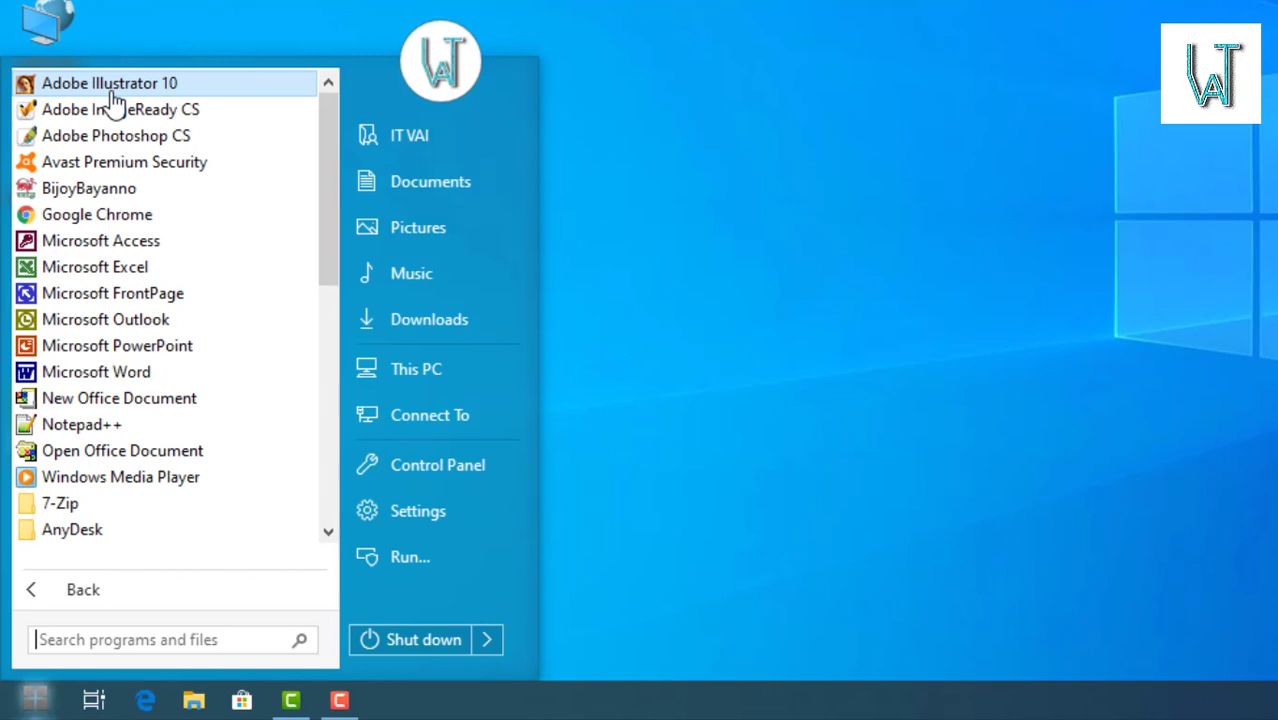 Adobe Illustrator 10
Adobe ImageReady CS
Adobe Photoshop CS
Avast Premium Security
BijoyBayanno
Google Chrome
Microsoft Access
Microsoft Excel
Microsoft FrontPage
Microsoft Outlook
Microsoft PowerPoint
Microsoft Word
New Office Document
Notepad++
Open Office Document
Windows Media Player
7-Zip
AnyDesk
Back
Search programs and files
IT VAI
Documents
Pictures
Music
Downloads
This PC
Connect To
Control Panel
Settings
Run...
Shut down